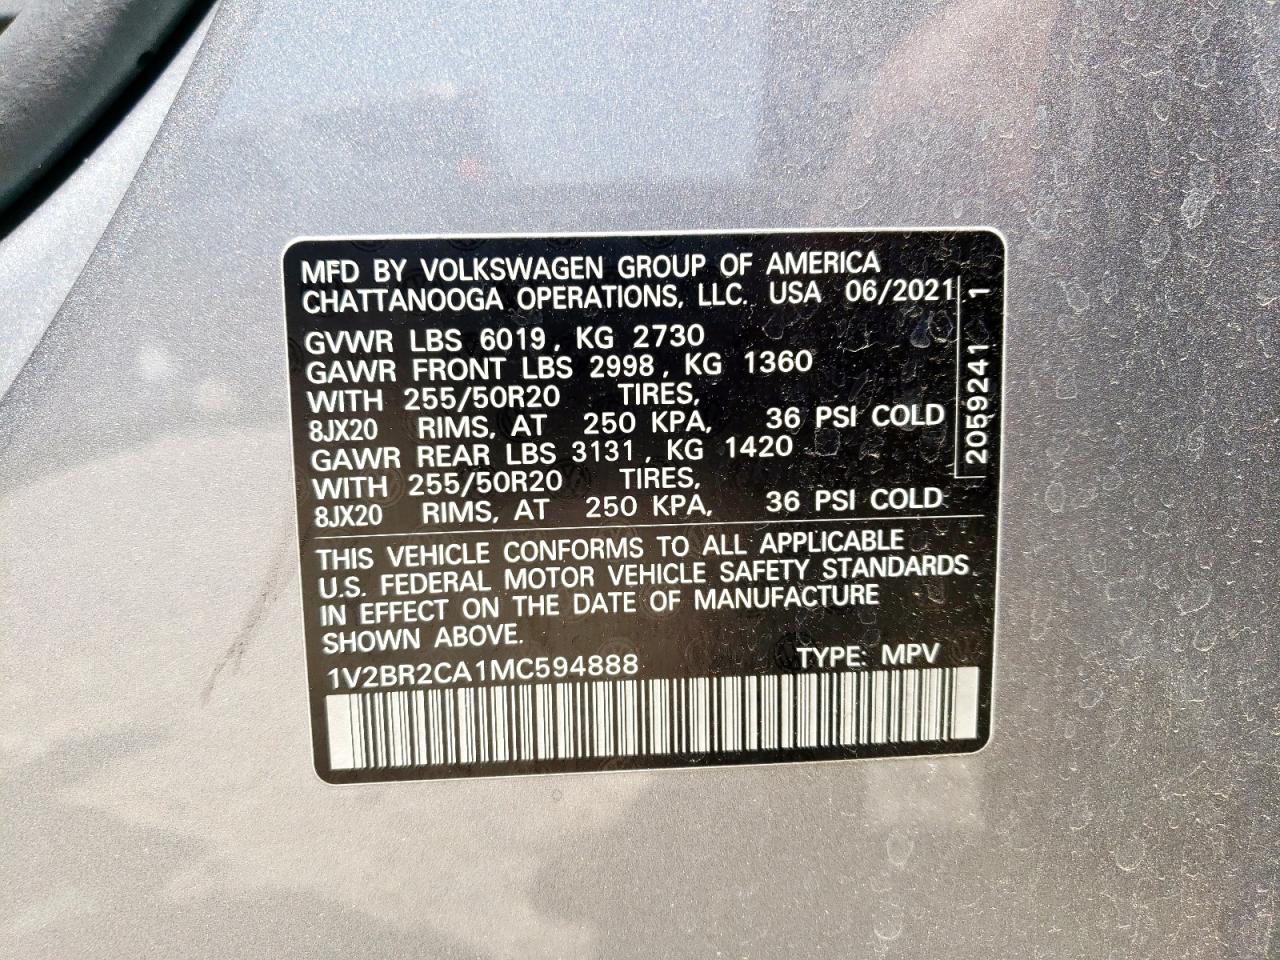 MFD BY VOLKSWAGEN GROUP OF AMERICA
CHATTANOOGA OPERATIONS, LLC. USA 06/2021
GVWR LBS 6019, KG 2730
GAWR FRONT LBS 2998, KG 1360
WITH 255/50R20 TIRES,
8JX20 RIMS, AT 250 KPA, 36 PSI COLD
GAWR REAR LBS 3131, KG 1420
WITH 255/50R20 TIRES,
8JX20 RIMS, AT 250 KPA, 36 PSI COLD
2059241 1
THIS VEHICLE CONFORMS TO ALL APPLICABLE
U.S. FEDERAL MOTOR VEHICLE SAFETY STANDARDS
IN EFFECT ON THE DATE OF MANUFACTURE
SHOWN ABOVE.
1V2BR2CA1MC594888 TYPE: MPV